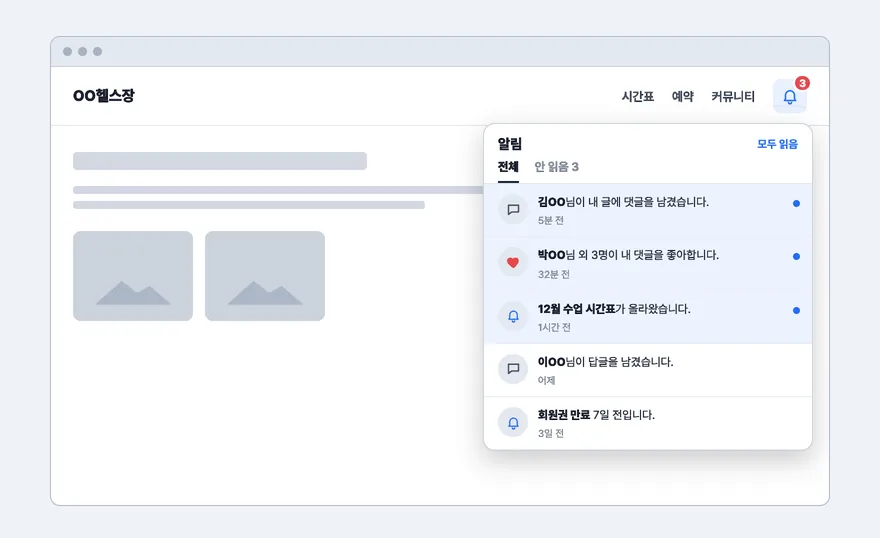 OO헬스장
시간표 예약 커뮤니티 3
알림 모두 읽음
전체 안 읽음 3
김OO님이 내 글에 댓글을 남겼습니다.
5분 전
박OO님 외 3명이 내 댓글을 좋아합니다.
32분 전
12월 수업 시간표가 올라왔습니다.
1시간 전
이OO님이 답글을 남겼습니다.
어제
회원권 만료 7일 전입니다.
3일 전